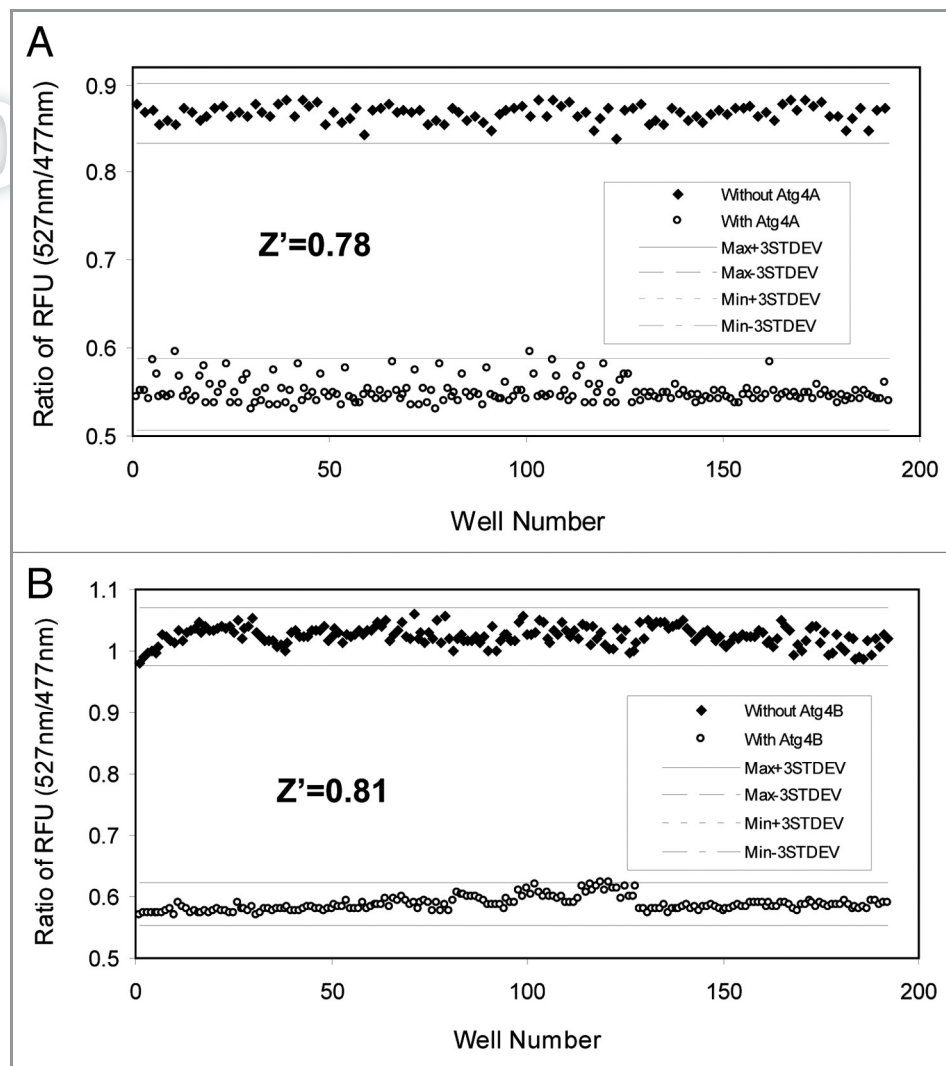 A
Ratio of RFU (527nm/477nm)
0.9
0.8
0.7
0.6
0.5
0
50
100
150
200
Well Number
Z’=0.78
Without Atg4A
With Atg4A
Max+3STDEV
Max-3STDEV
Min+3STDEV
Min-3STDEV
B
Ratio of RFU (527nm/477nm)
1.1
1
0.9
0.8
0.7
0.6
0.5
0
50
100
150
200
Well Number
Z’=0.81
Without Atg4B
With Atg4B
Max+3STDEV
Max-3STDEV
Min+3STDEV
Min-3STDEV